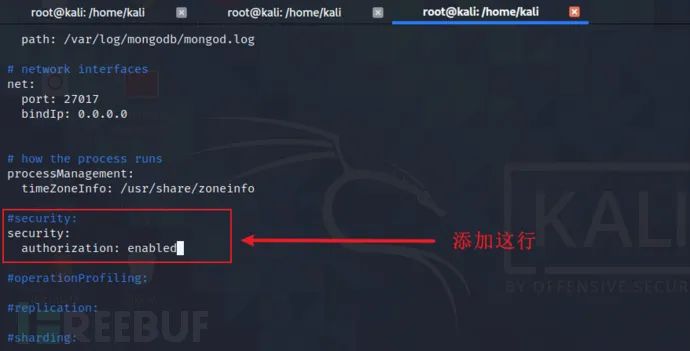 root@kali: /home/kali
root@kali: /home/kali
root@kali: /home/kali
path: /var/log/mongodb/mongod.log
# network interfaces
net:
port: 27017
bindIp: 0.0.0.0
# how the process runs
processManagement:
timeZoneInfo: /usr/share/zoneinfo
#security:
security:
authorization: enabled
添加这行
#operationProfiling:
#replication:
#sharding:
KALI
BY OFFENSIVE SECUR
FREEBUF